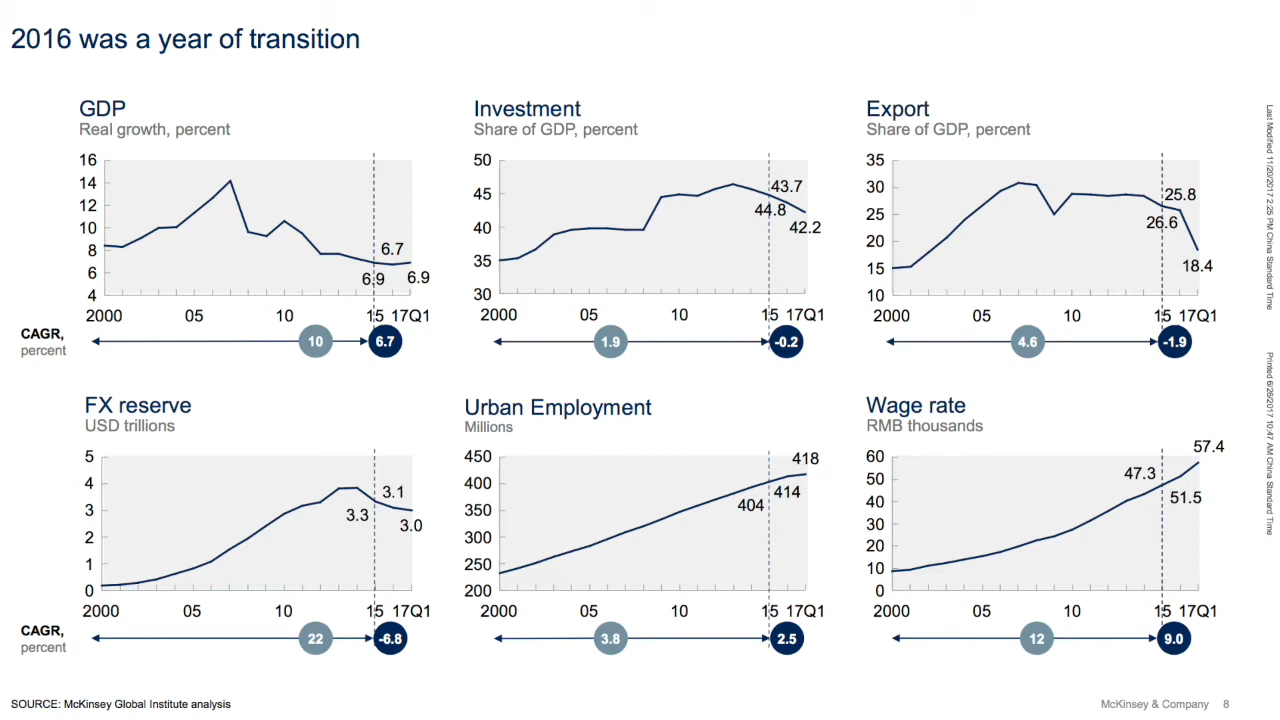 2016 was a year of transition
GDP
Real growth, percent
16
14
12
10
8
6
4
6.7
6.9
6.9
2000 05 10 15 17Q1
CAGR,
percent
10
6.7
Investment
Share of GDP, percent
50
45
40
35
30
43.7
44.8
42.2
2000 05 10 15 17Q1
1.9
-0.2
Export
Share of GDP, percent
35
30
25
20
15
10
25.8
26.6
18.4
2000 05 10 15 17Q1
4.6
-1.9
FX reserve
USD trillions
5
4
3
2
1
0
3.1
3.3
3.0
2000 05 10 15 17Q1
CAGR,
percent
22
-6.8
Urban Employment
Millions
450
400
350
300
250
200
418
414
404
2000 05 10 15 17Q1
3.8
2.5
Wage rate
RMB thousands
60
50
40
30
20
10
0
57.4
47.3
51.5
2000 05 10 15 17Q1
12
9.0
Last Modified 11/20/2017 2:25 PM China Standard Time
Printed 6/26/2017 10:47 AM China Standard Time
SOURCE: McKinsey Global Institute analysis
McKinsey & Company 8